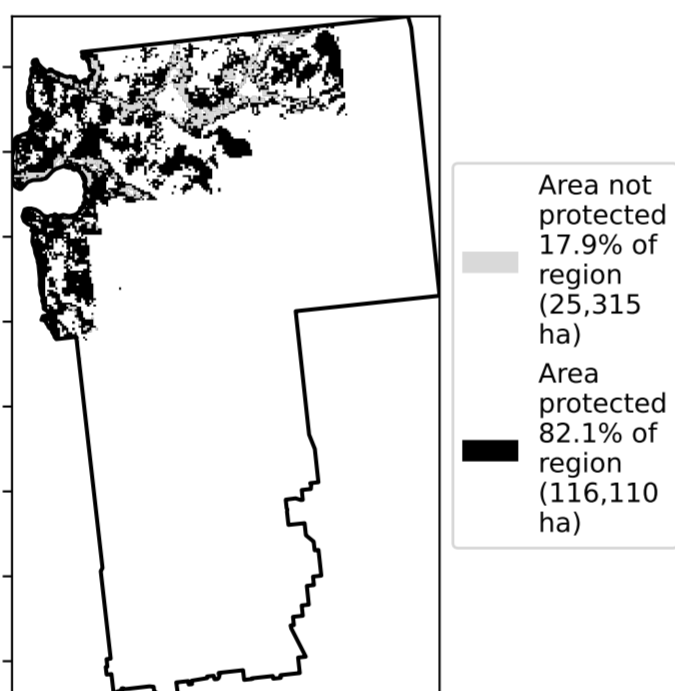 Area not
protected
17.9% of
region
(25,315
ha)
Area
protected
82.1% of
region
(116,110
ha)